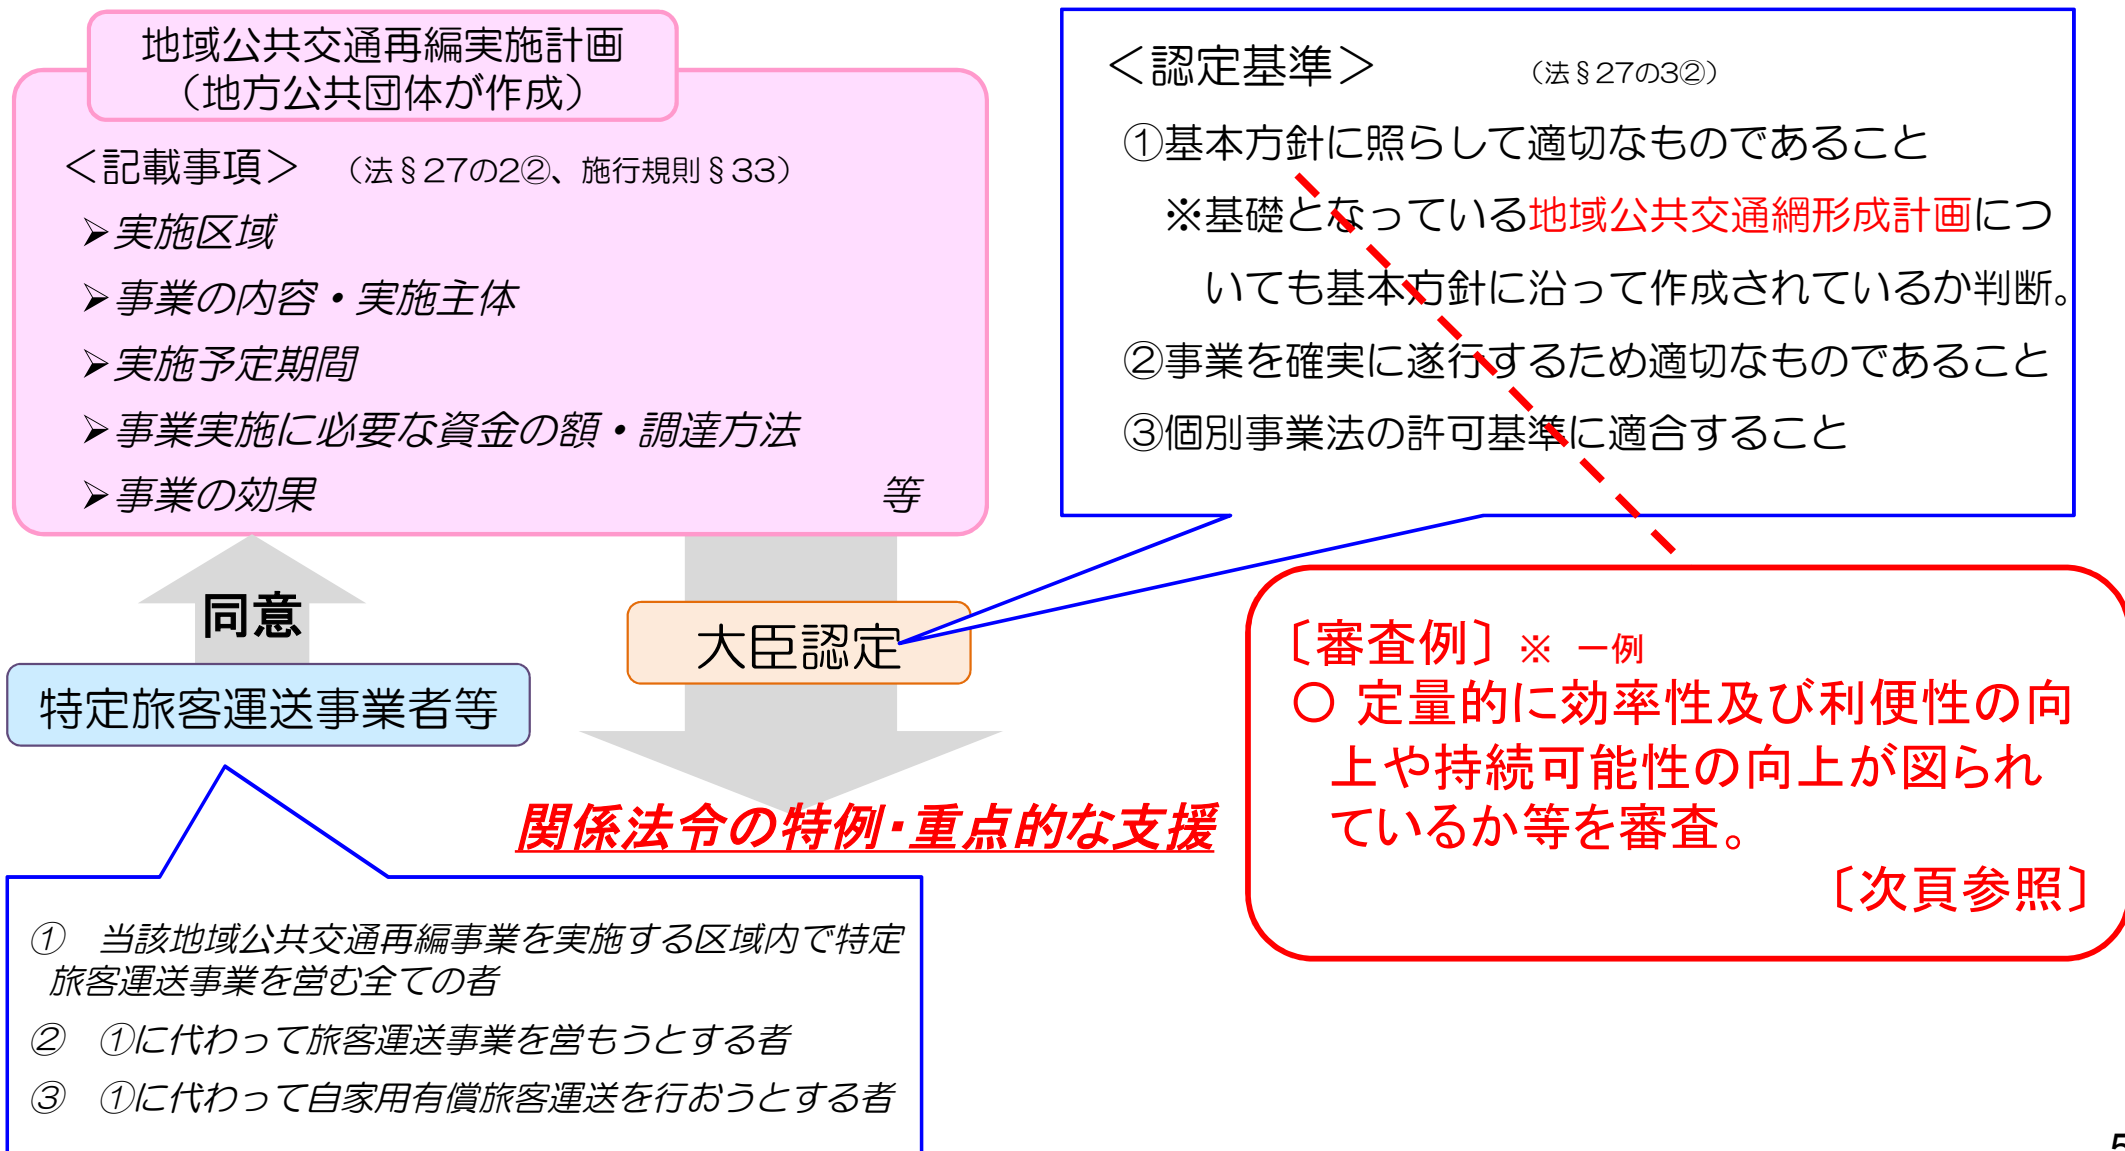 地域公共交通再編実施計画
（地方公共団体が作成）
＜記載事項＞　（法§27の2②、施行規則§33）
➢実施区域
➢事業の内容・実施主体
➢実施予定期間
➢事業実施に必要な資金の額・調達方法
➢事業の効果　等
＜認定基準＞　（法§27の3②）
①基本方針に照らして適切なものであること
※基礎となっている地域公共交通網形成計画につ
いても基本方針に沿って作成されているか判断。
②事業を確実に遂行するため適切なものであること
③個別事業法の許可基準に適合すること
同意
特定旅客運送事業者等
大臣認定
関係法令の特例・重点的な支援
〔審査例〕※ 一例
○ 定量的に効率性及び利便性の向
上や持続可能性の向上が図られ
ているか等を審査。
〔次頁参照〕
①　当該地域公共交通再編事業を実施する区域内で特定
旅客運送事業を営む全ての者
②　①に代わって旅客運送事業を営もうとする者
③　①に代わって自家用有償旅客運送を行おうとする者
5